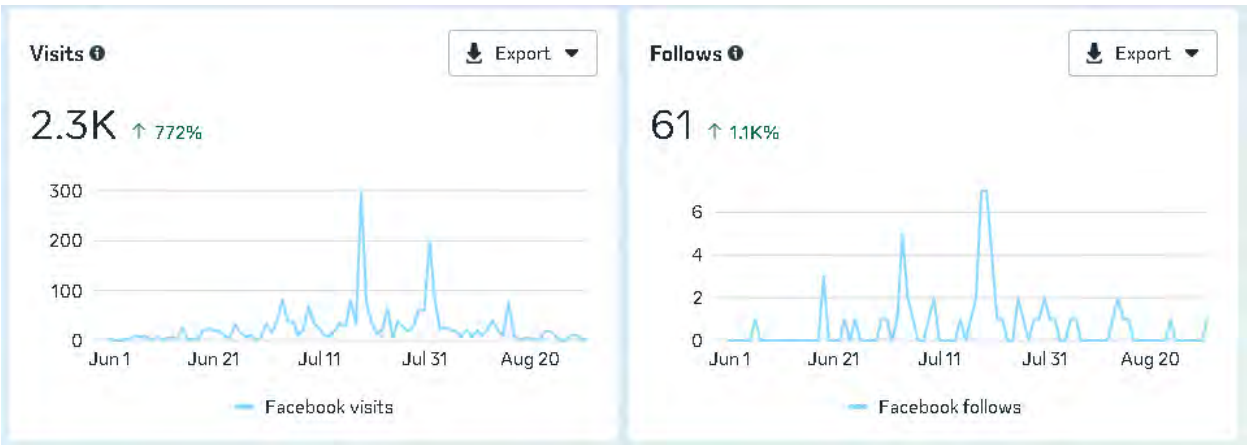 Visits
Export
2.3K ↑ 772%
300
200
100
0
Jun 1 Jun 21 Jul 11 Jul 31 Aug 20
Facebook visits
Follows
Export
61 ↑ 1.1K%
6
4
2
0
Jun 1 Jun 21 Jul 11 Jul 31 Aug 20
Facebook follows